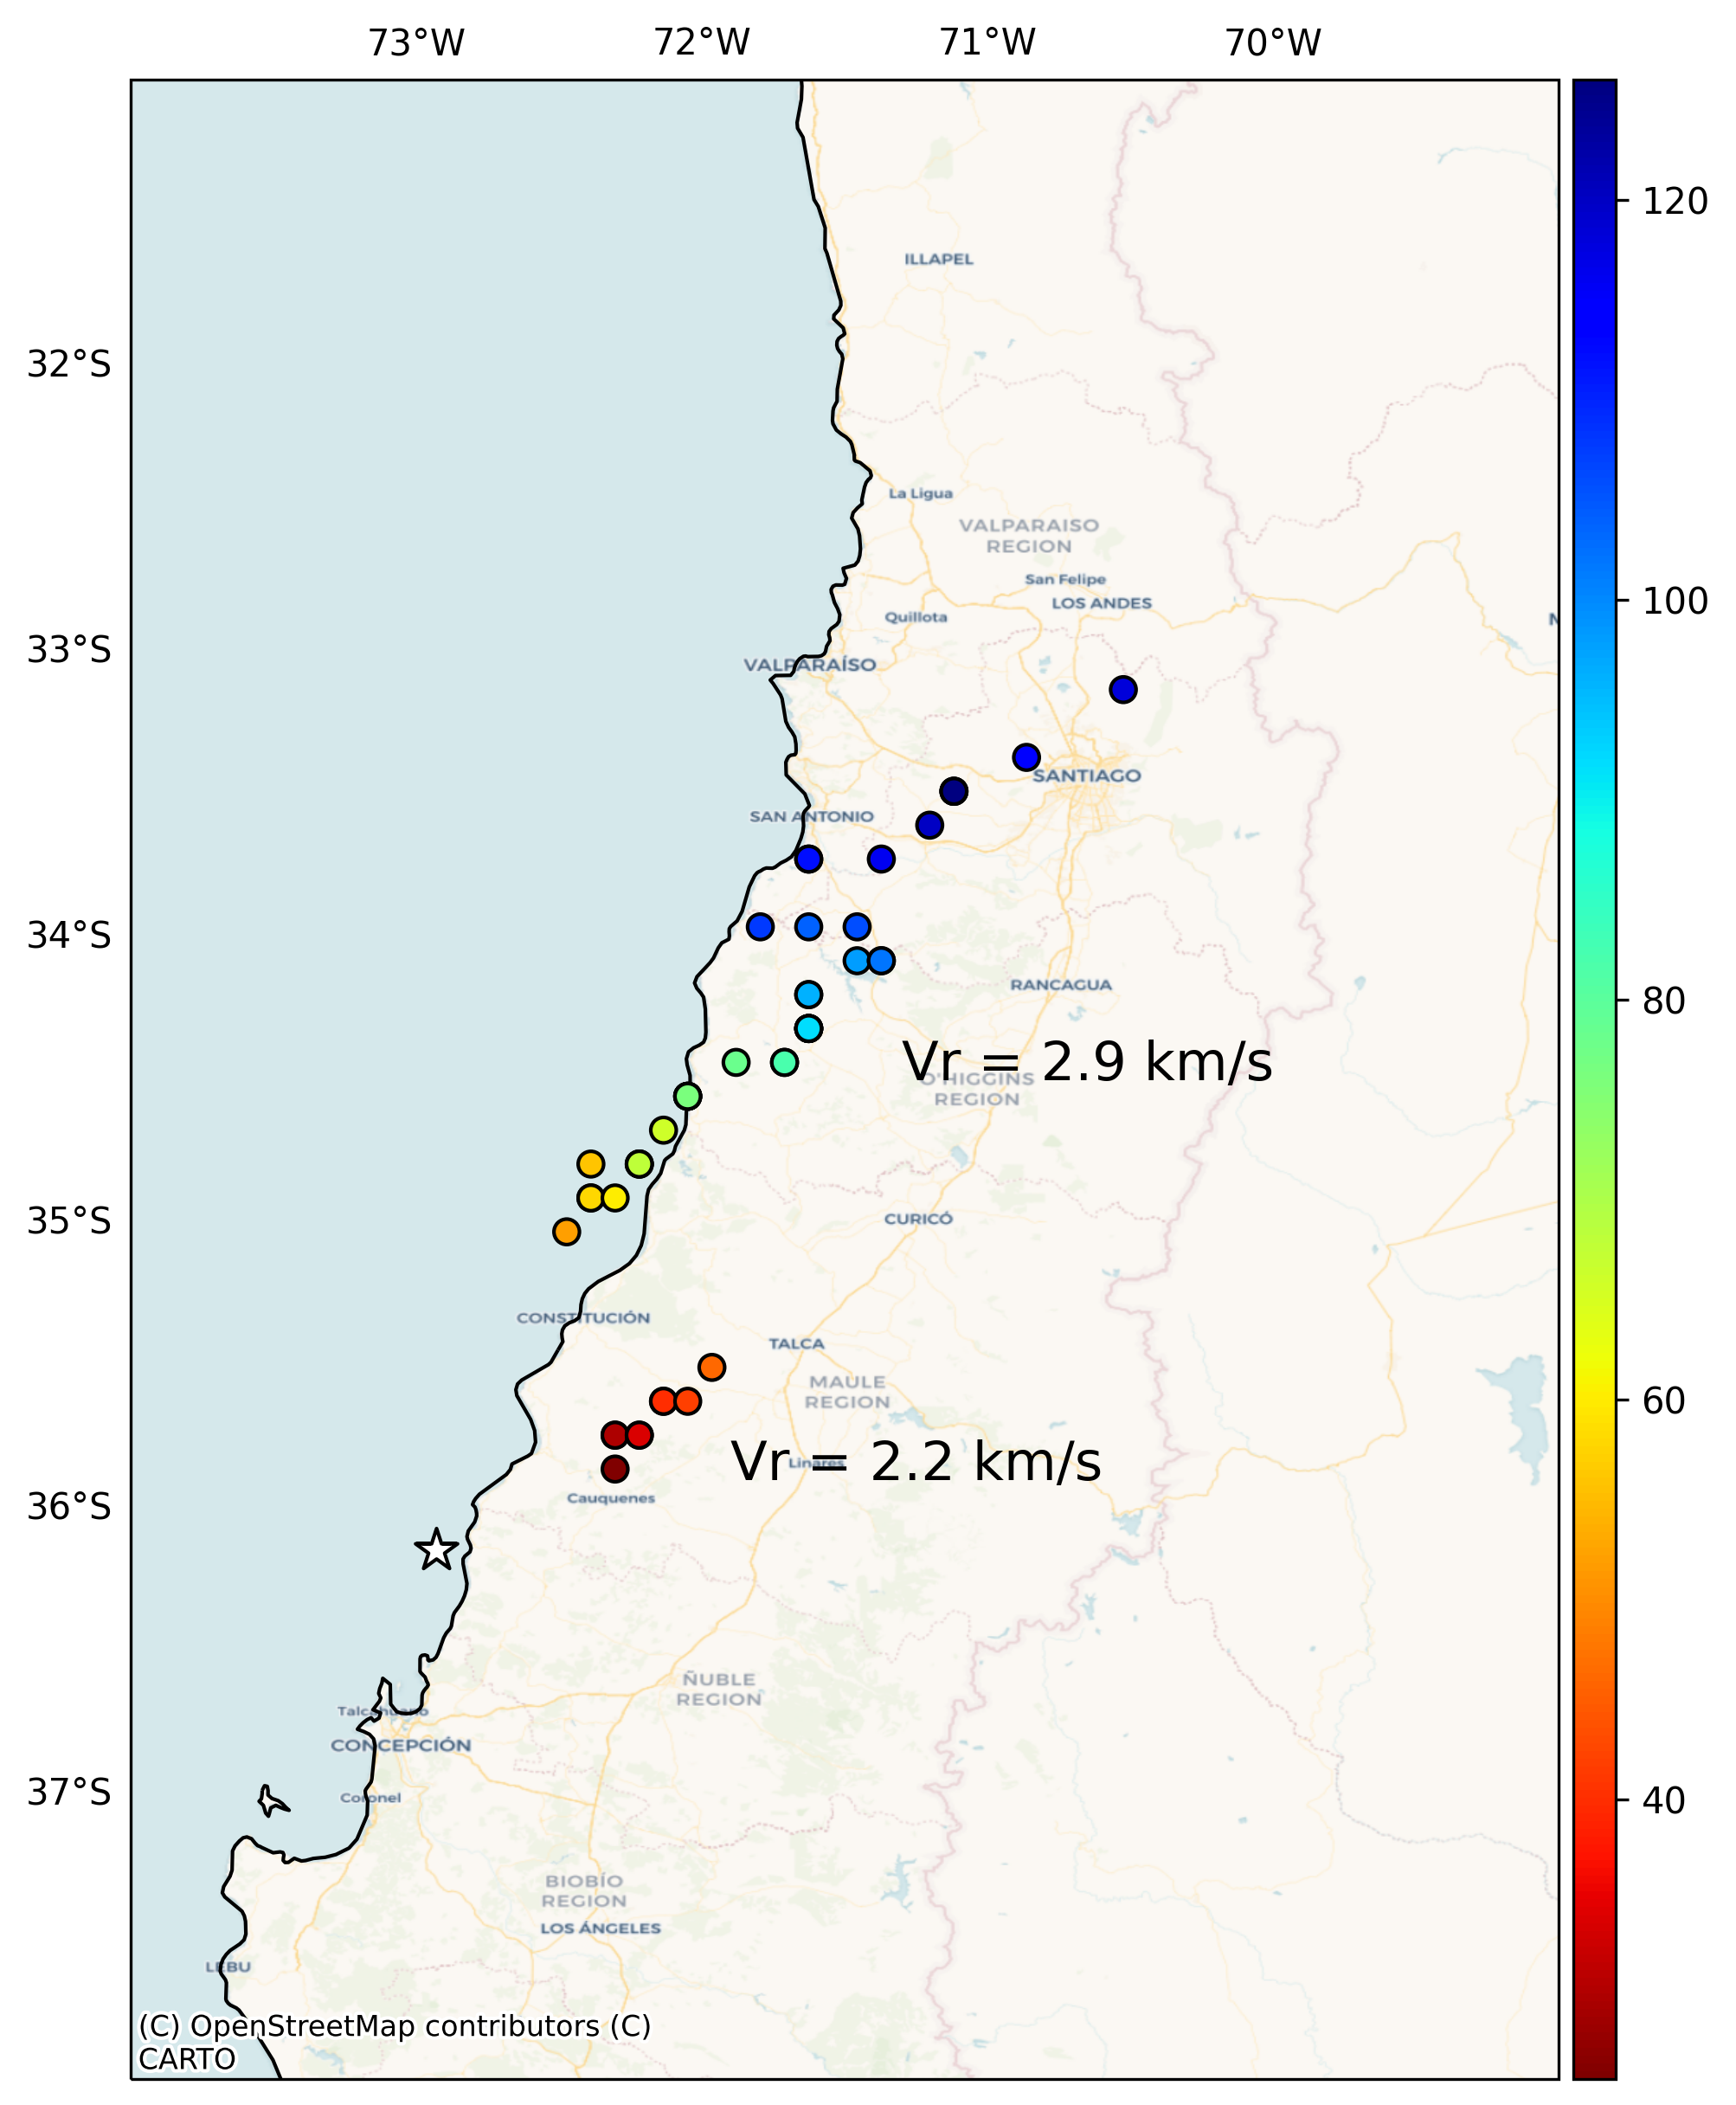 73°W 72°W 71°W 70°W
120
ILLAPEL
32°S
La Ligua
VALPARAISO
REGION
San Felipe
LOS ANDES
100
Quillota
33°S
VALPARAÍSO
SANTIAGO
SAN ANTONIO
34°S
RANCAGUA
80
Vr = 2.9 km/s
O'HIGGINS
REGION
35°S
CURICÓ
CONSTITUCIÓN
TALCA
MAULE
REGION
60
Vr = 2.2 km/s
Linares
Cauquenes
36°S
ÑUBLE
REGION
Talcahuano
CONCEPCIÓN
37°S
Coronel
40
BIOBÍO
REGION
LOS ÁNGELES
LEBU
(C) OpenStreetMap contributors (C)
CARTO